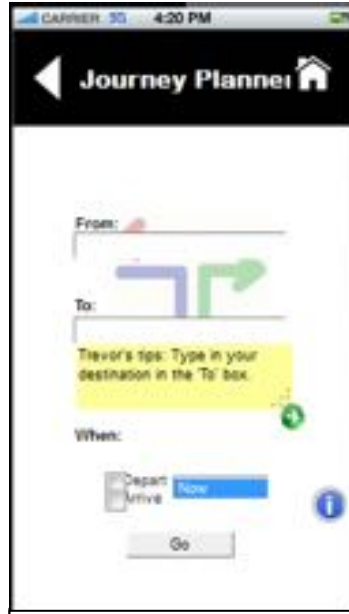 CARRIER 3G 4:20 PM
Journey Planner
From:
To:
Trevor's tips: Type in your
destination in the 'To' box.
When:
Depart
Now
Arrive
Go